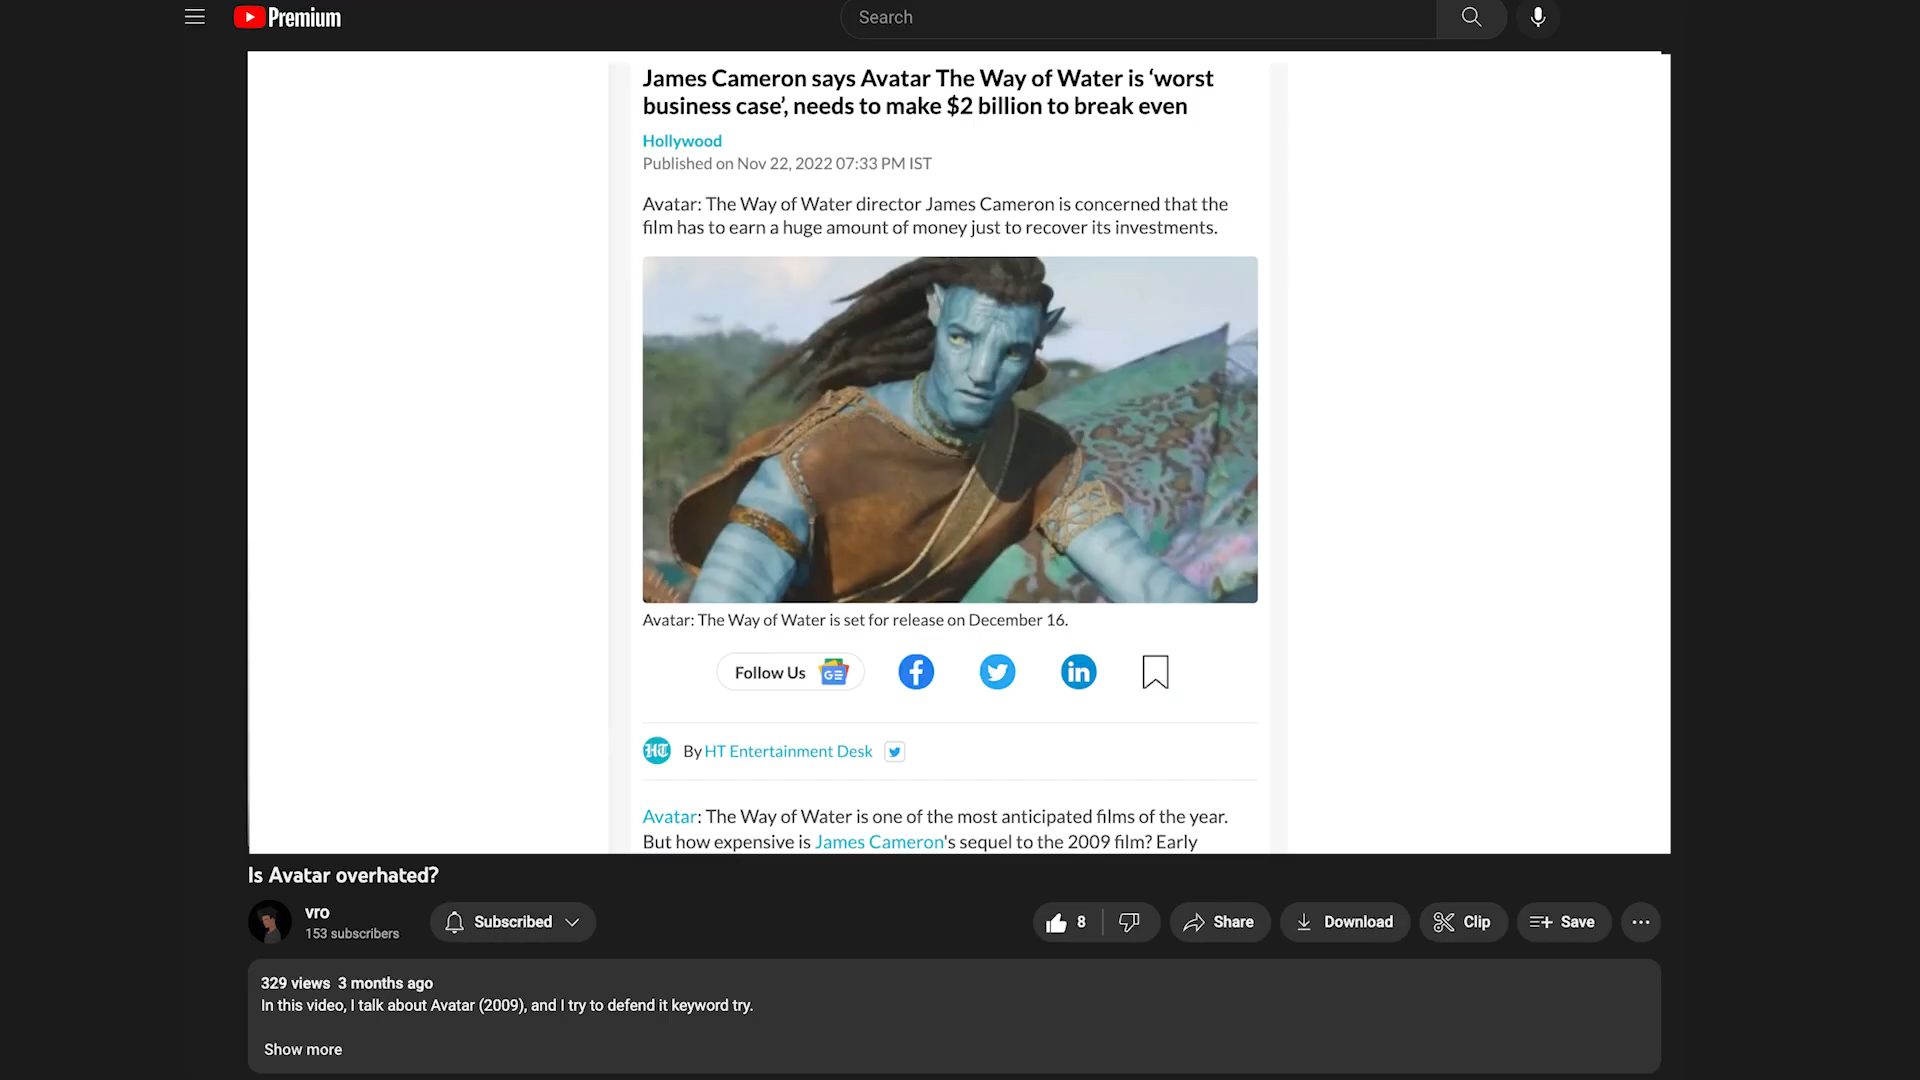 Premium
Search
James Cameron says Avatar The Way of Water is ‘worst
business case’, needs to make $2 billion to break even
Hollywood
Published on Nov 22, 2022 07:33 PM IST
Avatar: The Way of Water director James Cameron is concerned that the
film has to earn a huge amount of money just to recover its investments.
Avatar: The Way of Water is set for release on December 16.
Follow Us GE
HT By HT Entertainment Desk
Avatar: The Way of Water is one of the most anticipated films of the year.
But how expensive is James Cameron's sequel to the 2009 film? Early
Is Avatar overhated?
vro
153 subscribers
Subscribed
8
Share
Download
Clip
Save
329 views 3 months ago
In this video, I talk about Avatar (2009), and I try to defend it keyword try.
Show more